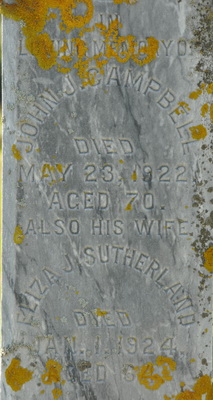 IN
LOVING MEMORY OF
JOHN J. CAMPBELL
DIED
MAY 23, 1922
AGED 70.
ALSO HIS WIFE
ELIZA J. SUTHERLAND
DIED
JAN. 1, 1924
AGED